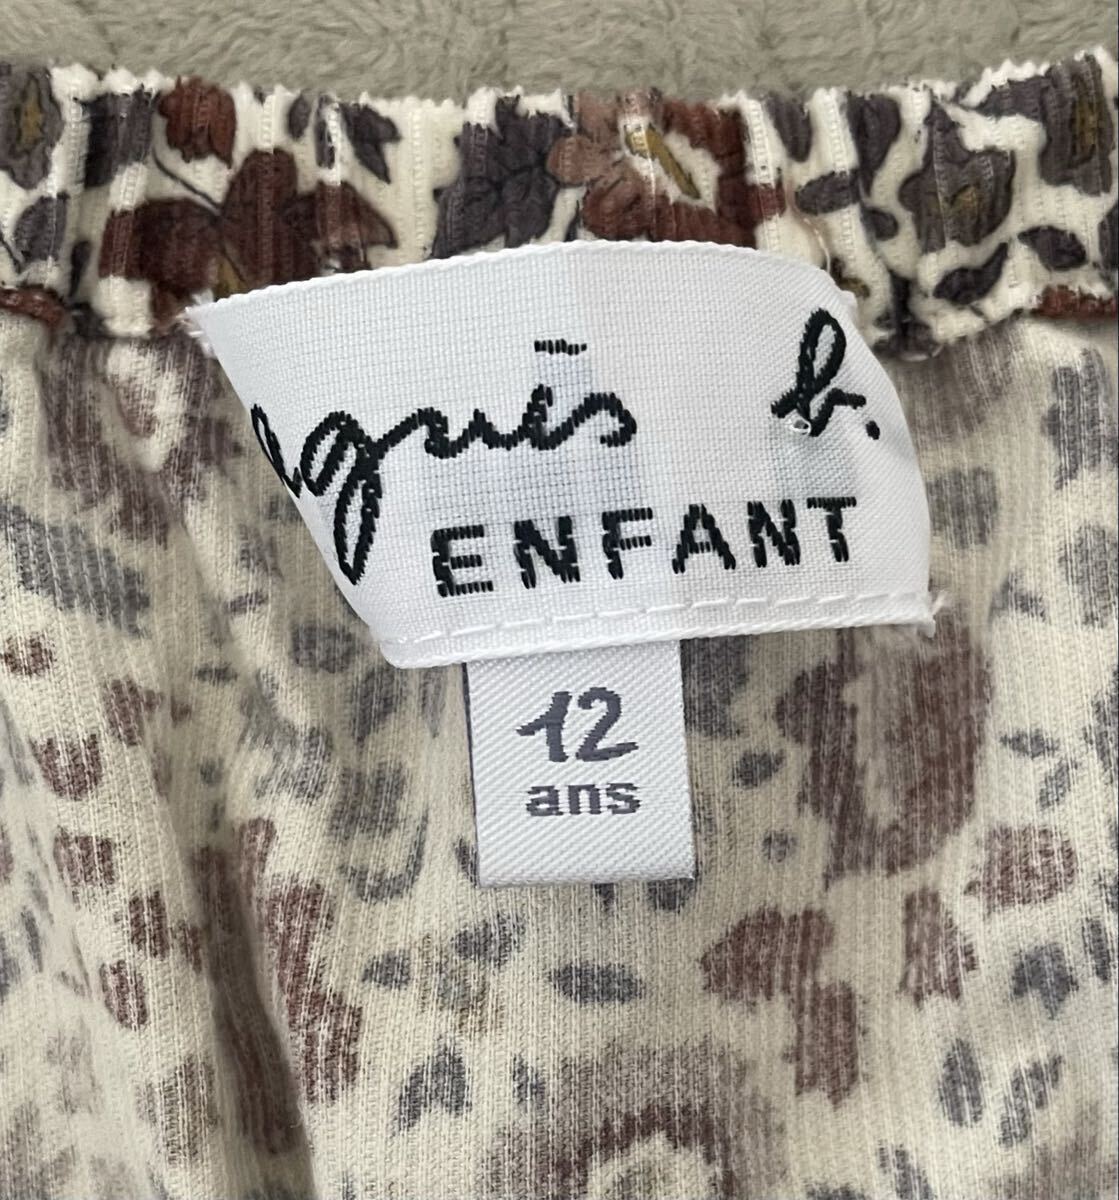 agnès b.
ENFANT
12
ans